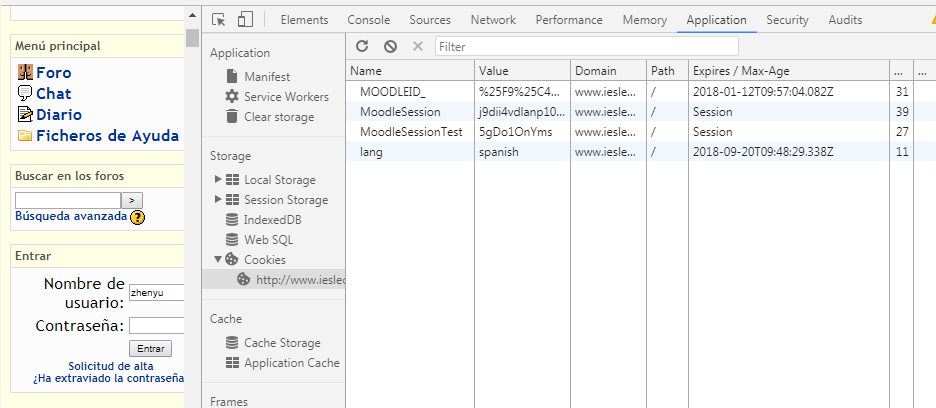 Menú principal
Foro
Chat
Diario
Ficheros de Ayuda
Buscar en los foros
>
Búsqueda avanzada ?
Entrar
Nombre de
usuario: zhenyu
Contraseña:
Entrar
Solicitud de alta
¿Ha extraviado la contraseña
Elements Console Sources Network Performance Memory Application Security Audits
Application
Manifest
Service Workers
Clear storage
Storage
Local Storage
Session Storage
IndexedDB
Web SQL
Cookies
http://www.iesle
Cache
Cache Storage
Application Cache
Frames
Filter
Name Value Domain Path Expires / Max-Age ... ...
MOODLEID_ %25F9%25C4... www.iesle... / 2018-01-12T09:57:04.082Z 31
MoodleSession j9dii4vdlanp10... www.iesle... / Session 39
MoodleSessionTest 5gDo1OnYms www.iesle... / Session 27
lang spanish www.iesle... / 2018-09-20T09:48:29.338Z 11